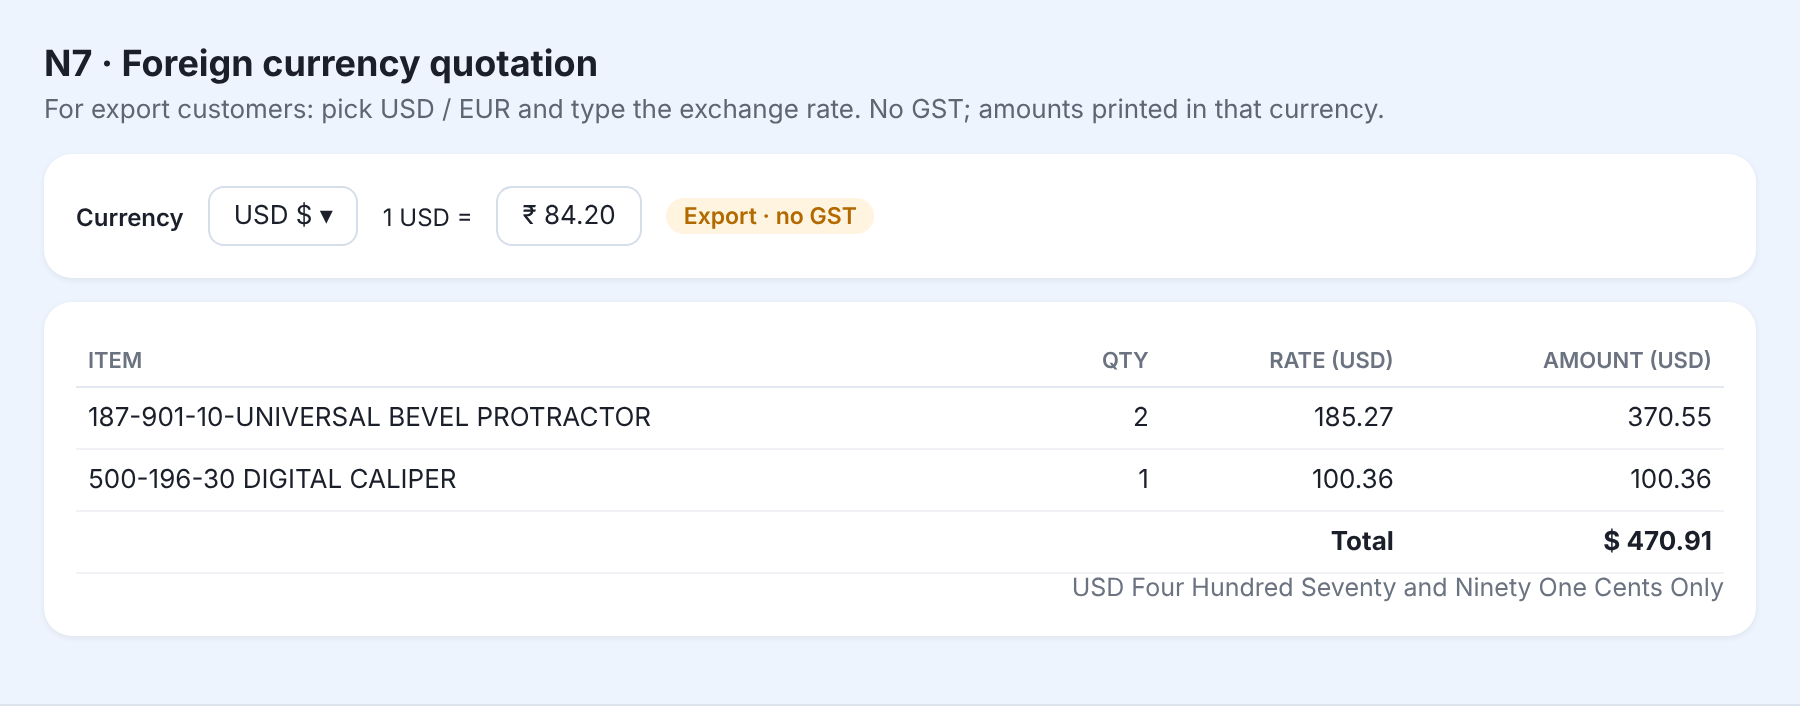 N7 · Foreign currency quotation
For export customers: pick USD / EUR and type the exchange rate. No GST; amounts printed in that currency.
Currency USD $ ▾ 1 USD = ₹ 84.20 Export · no GST
ITEM QTY RATE (USD) AMOUNT (USD)
187-901-10-UNIVERSAL BEVEL PROTRACTOR 2 185.27 370.55
500-196-30 DIGITAL CALIPER 1 100.36 100.36
Total $ 470.91
USD Four Hundred Seventy and Ninety One Cents Only